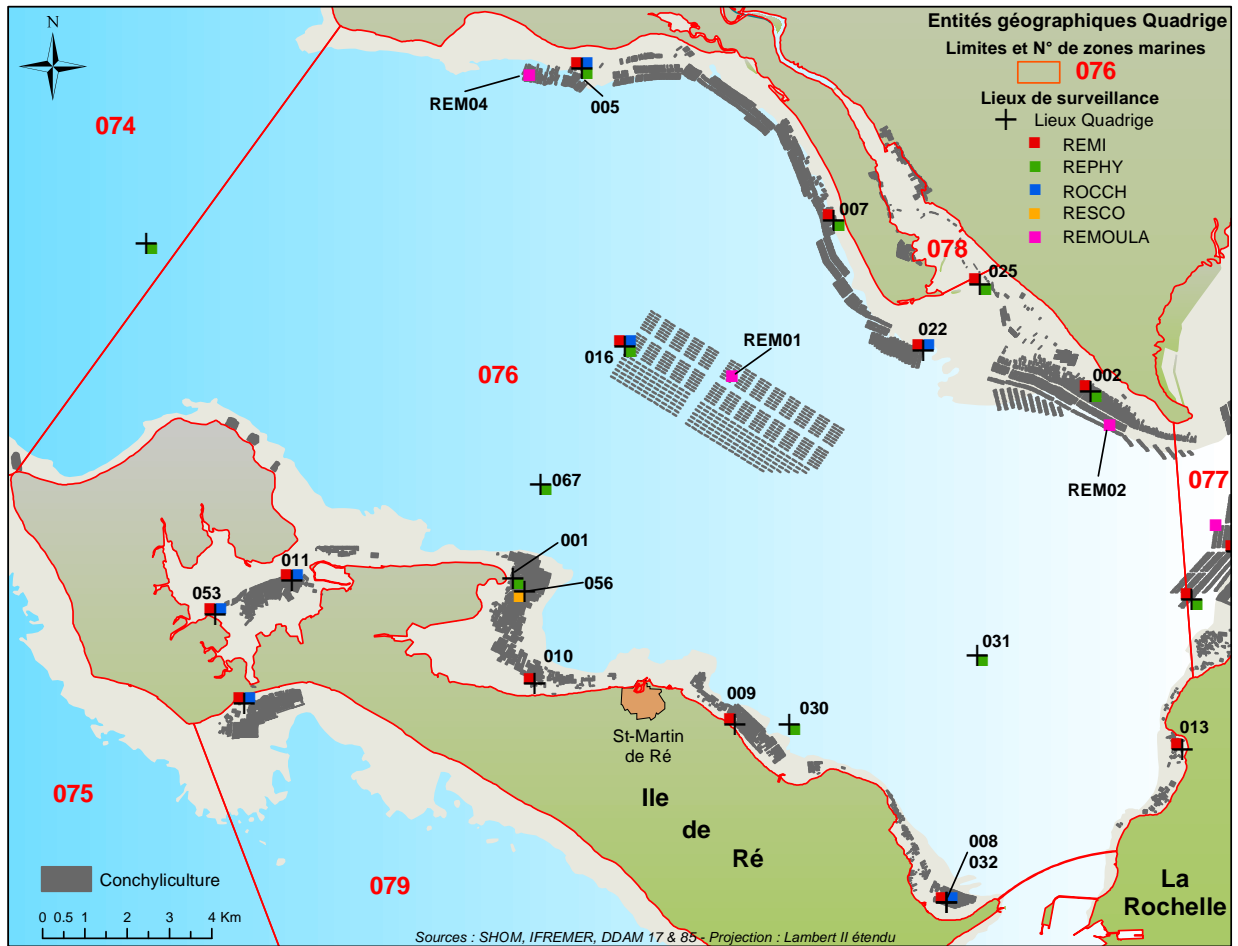 Entités géographiques Quadrige
Limites et N° de zones marines
076
Lieux de surveillance
Lieux Quadrige
REMI
REPHY
ROCCH
RESCO
REMOULA
N
074
REM04
005
007
078
025
022
016
REM01
076
002
REM02
077
067
001
056
011
053
010
031
030
009
013
St-Martin
de Ré
Ile
de
Ré
075
079
008
032
La
Rochelle
Conchyliculture
0 0.5 1 2 3 4 Km
Sources : SHOM, IFREMER, DDAM 17 & 85 - Projection : Lambert II étendu